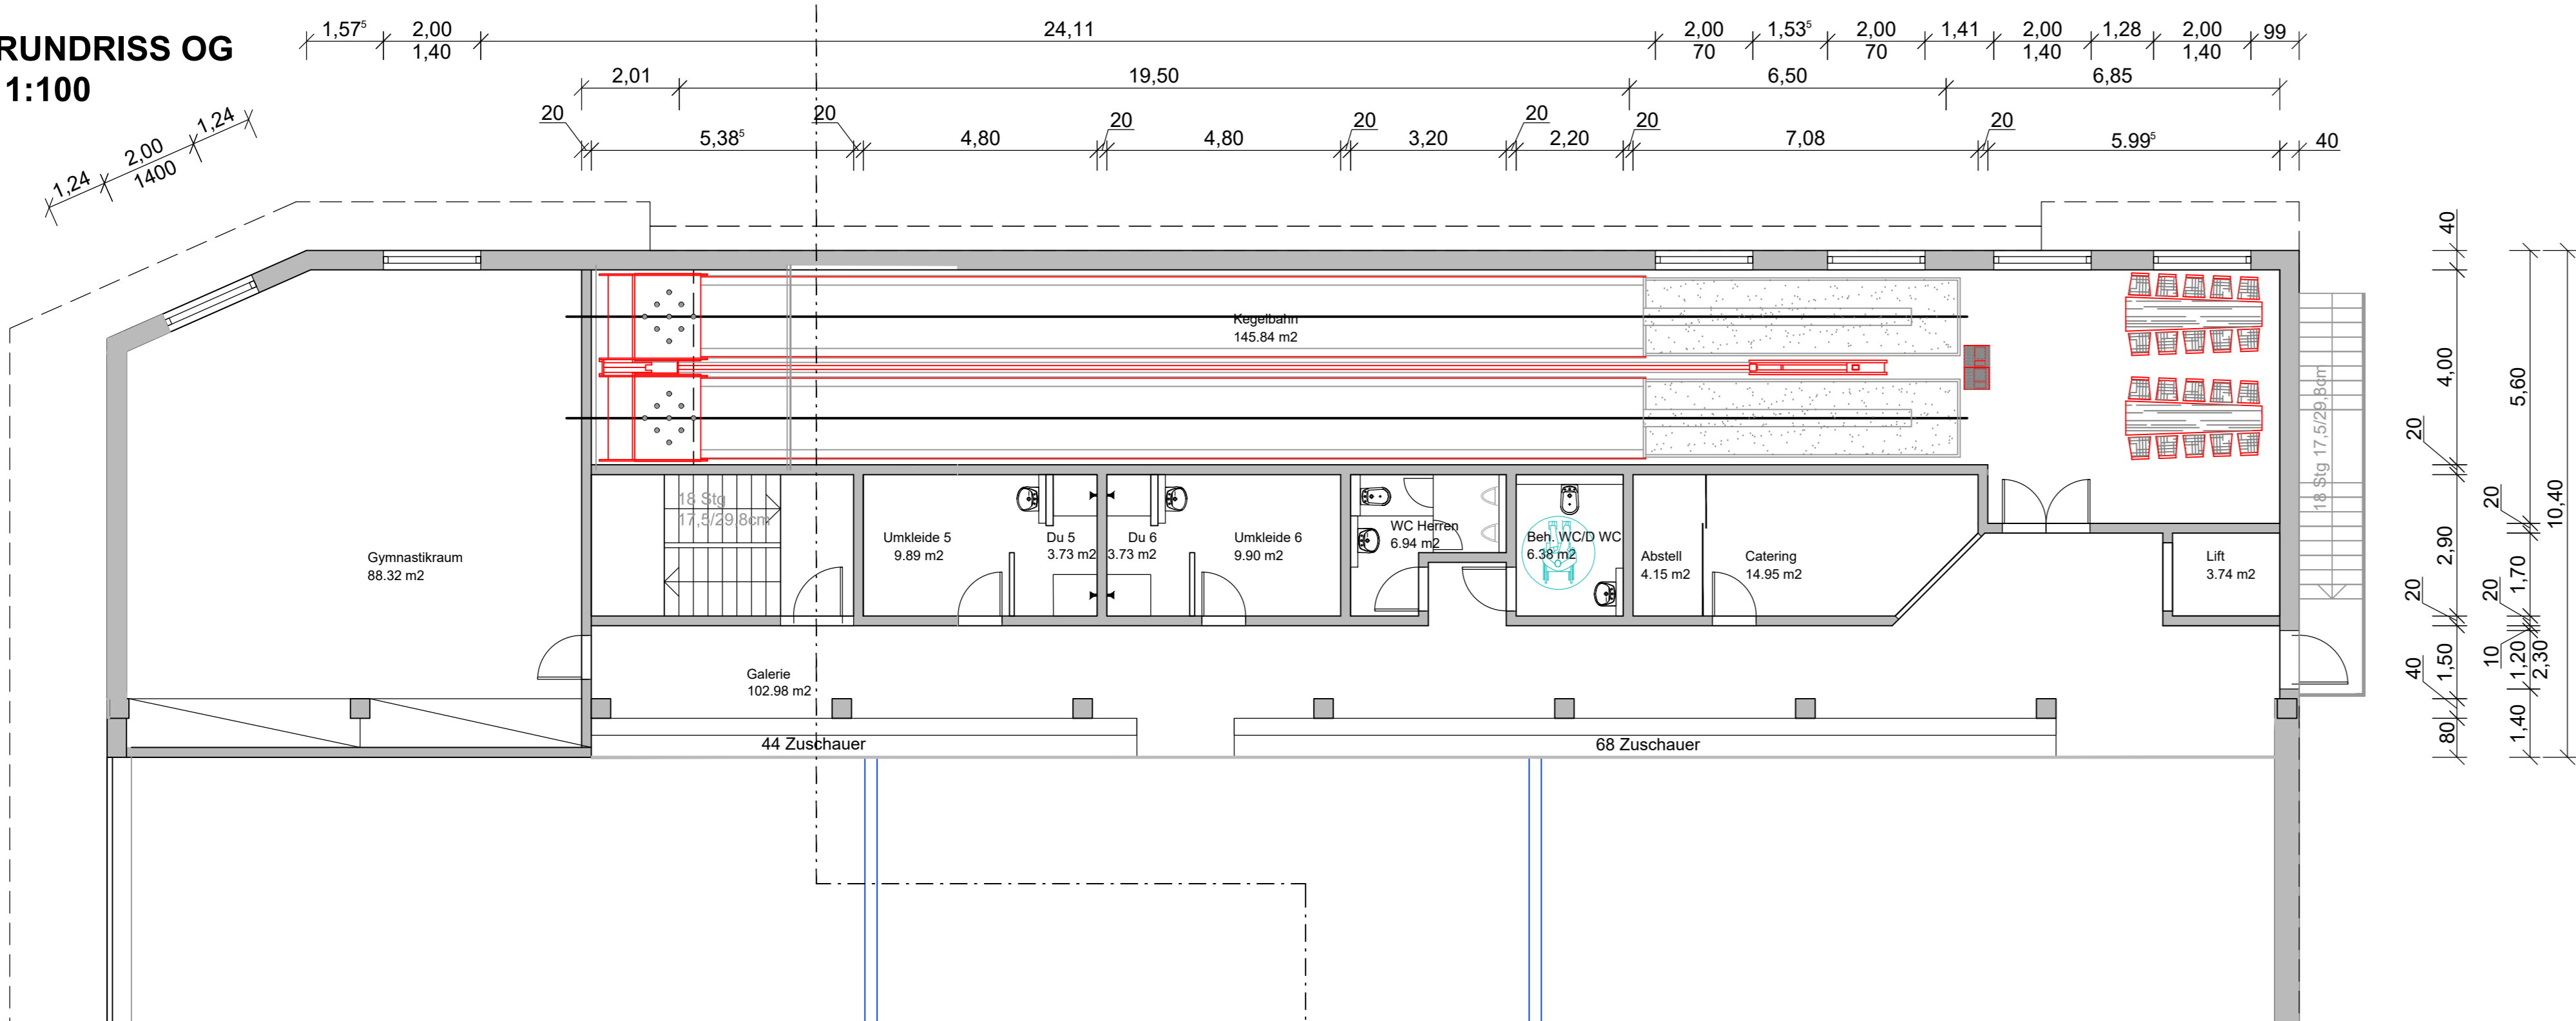 RUNDRISS OG
1:100
1,57⁵ 2,00 24,11 2,00 1,53⁵ 2,00 1,41 2,00 1,28 2,00 99
1,40 70 70 1,40 1,40
2,01 19,50 6,50 6,85
20 20 20 20 20 20 20
5,38⁵ 4,80 4,80 3,20 2,20 7,08 5.99⁵ 40
1,24 2,00 1,24
1400
Kegelbahn
145.84 m2
18 Stg
17,5/29.8cm
Gymnastikraum
88.32 m2
Umkleide 5
9.89 m2
Du 5
3.73 m2
Du 6
3.73 m2
Umkleide 6
9.90 m2
WC Herren
6.94 m2
Beh. WC/D WC
6.38 m2
Abstell
4.15 m2
Catering
14.95 m2
Lift
3.74 m2
18 Stg 17,5/29,8cm
Galerie
102.98 m2
44 Zuschauer
68 Zuschauer
40
4,00
20
2,90
20
1,50
40
80
5,60
20
1,70
20
10
1,20
2,30
1,40
10,40